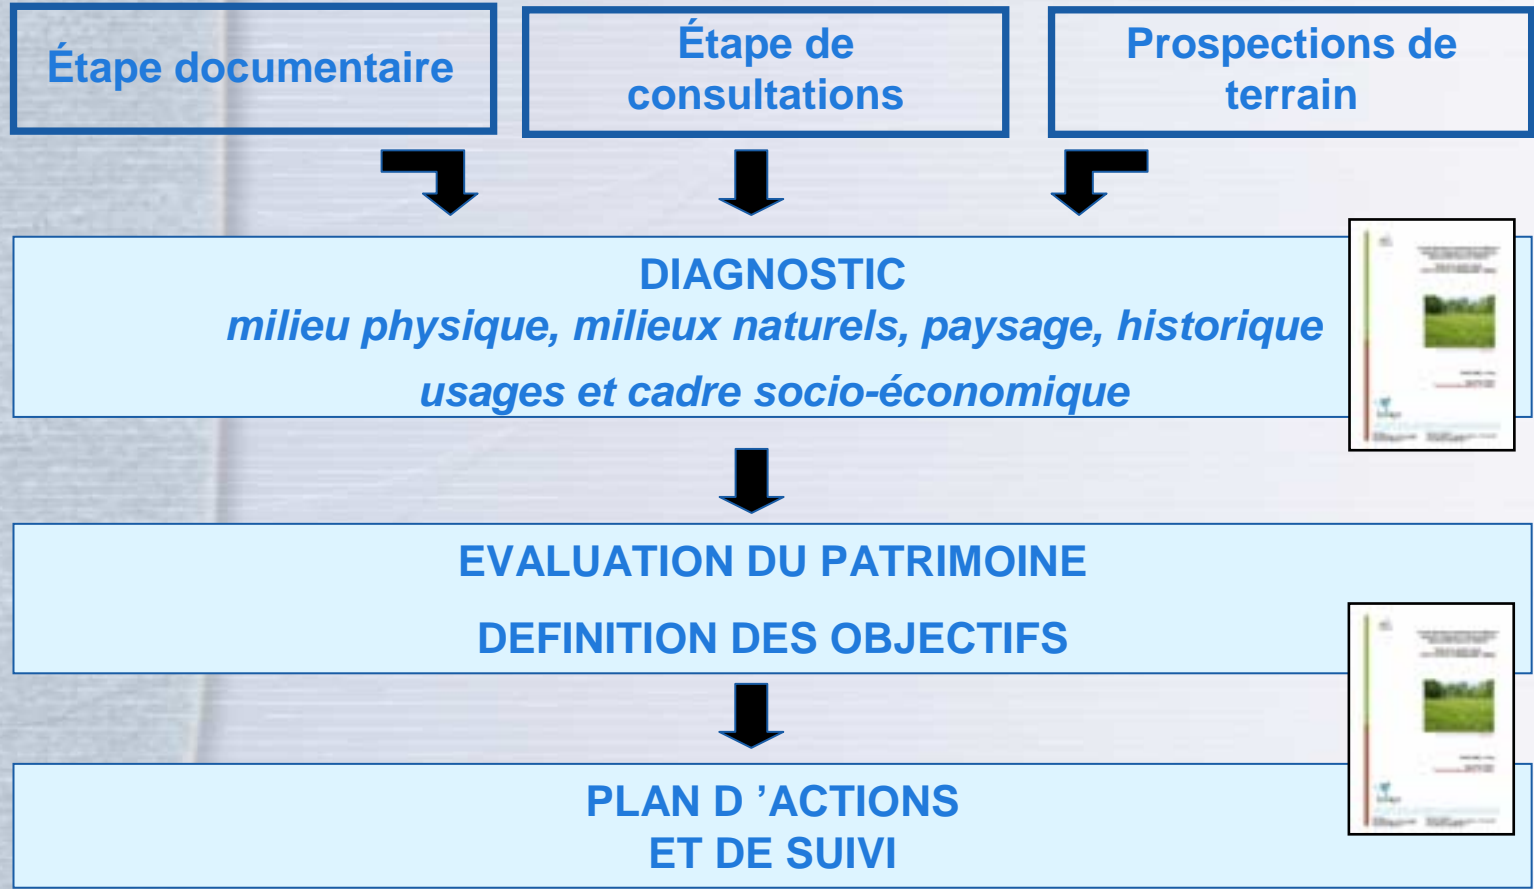 Étape documentaire
Étape de
consultations
Prospections de
terrain
DIAGNOSTIC
milieu physique, milieux naturels, paysage, historique
usages et cadre socio-économique
EVALUATION DU PATRIMOINE
DEFINITION DES OBJECTIFS
PLAN D ’ACTIONS
ET DE SUIVI